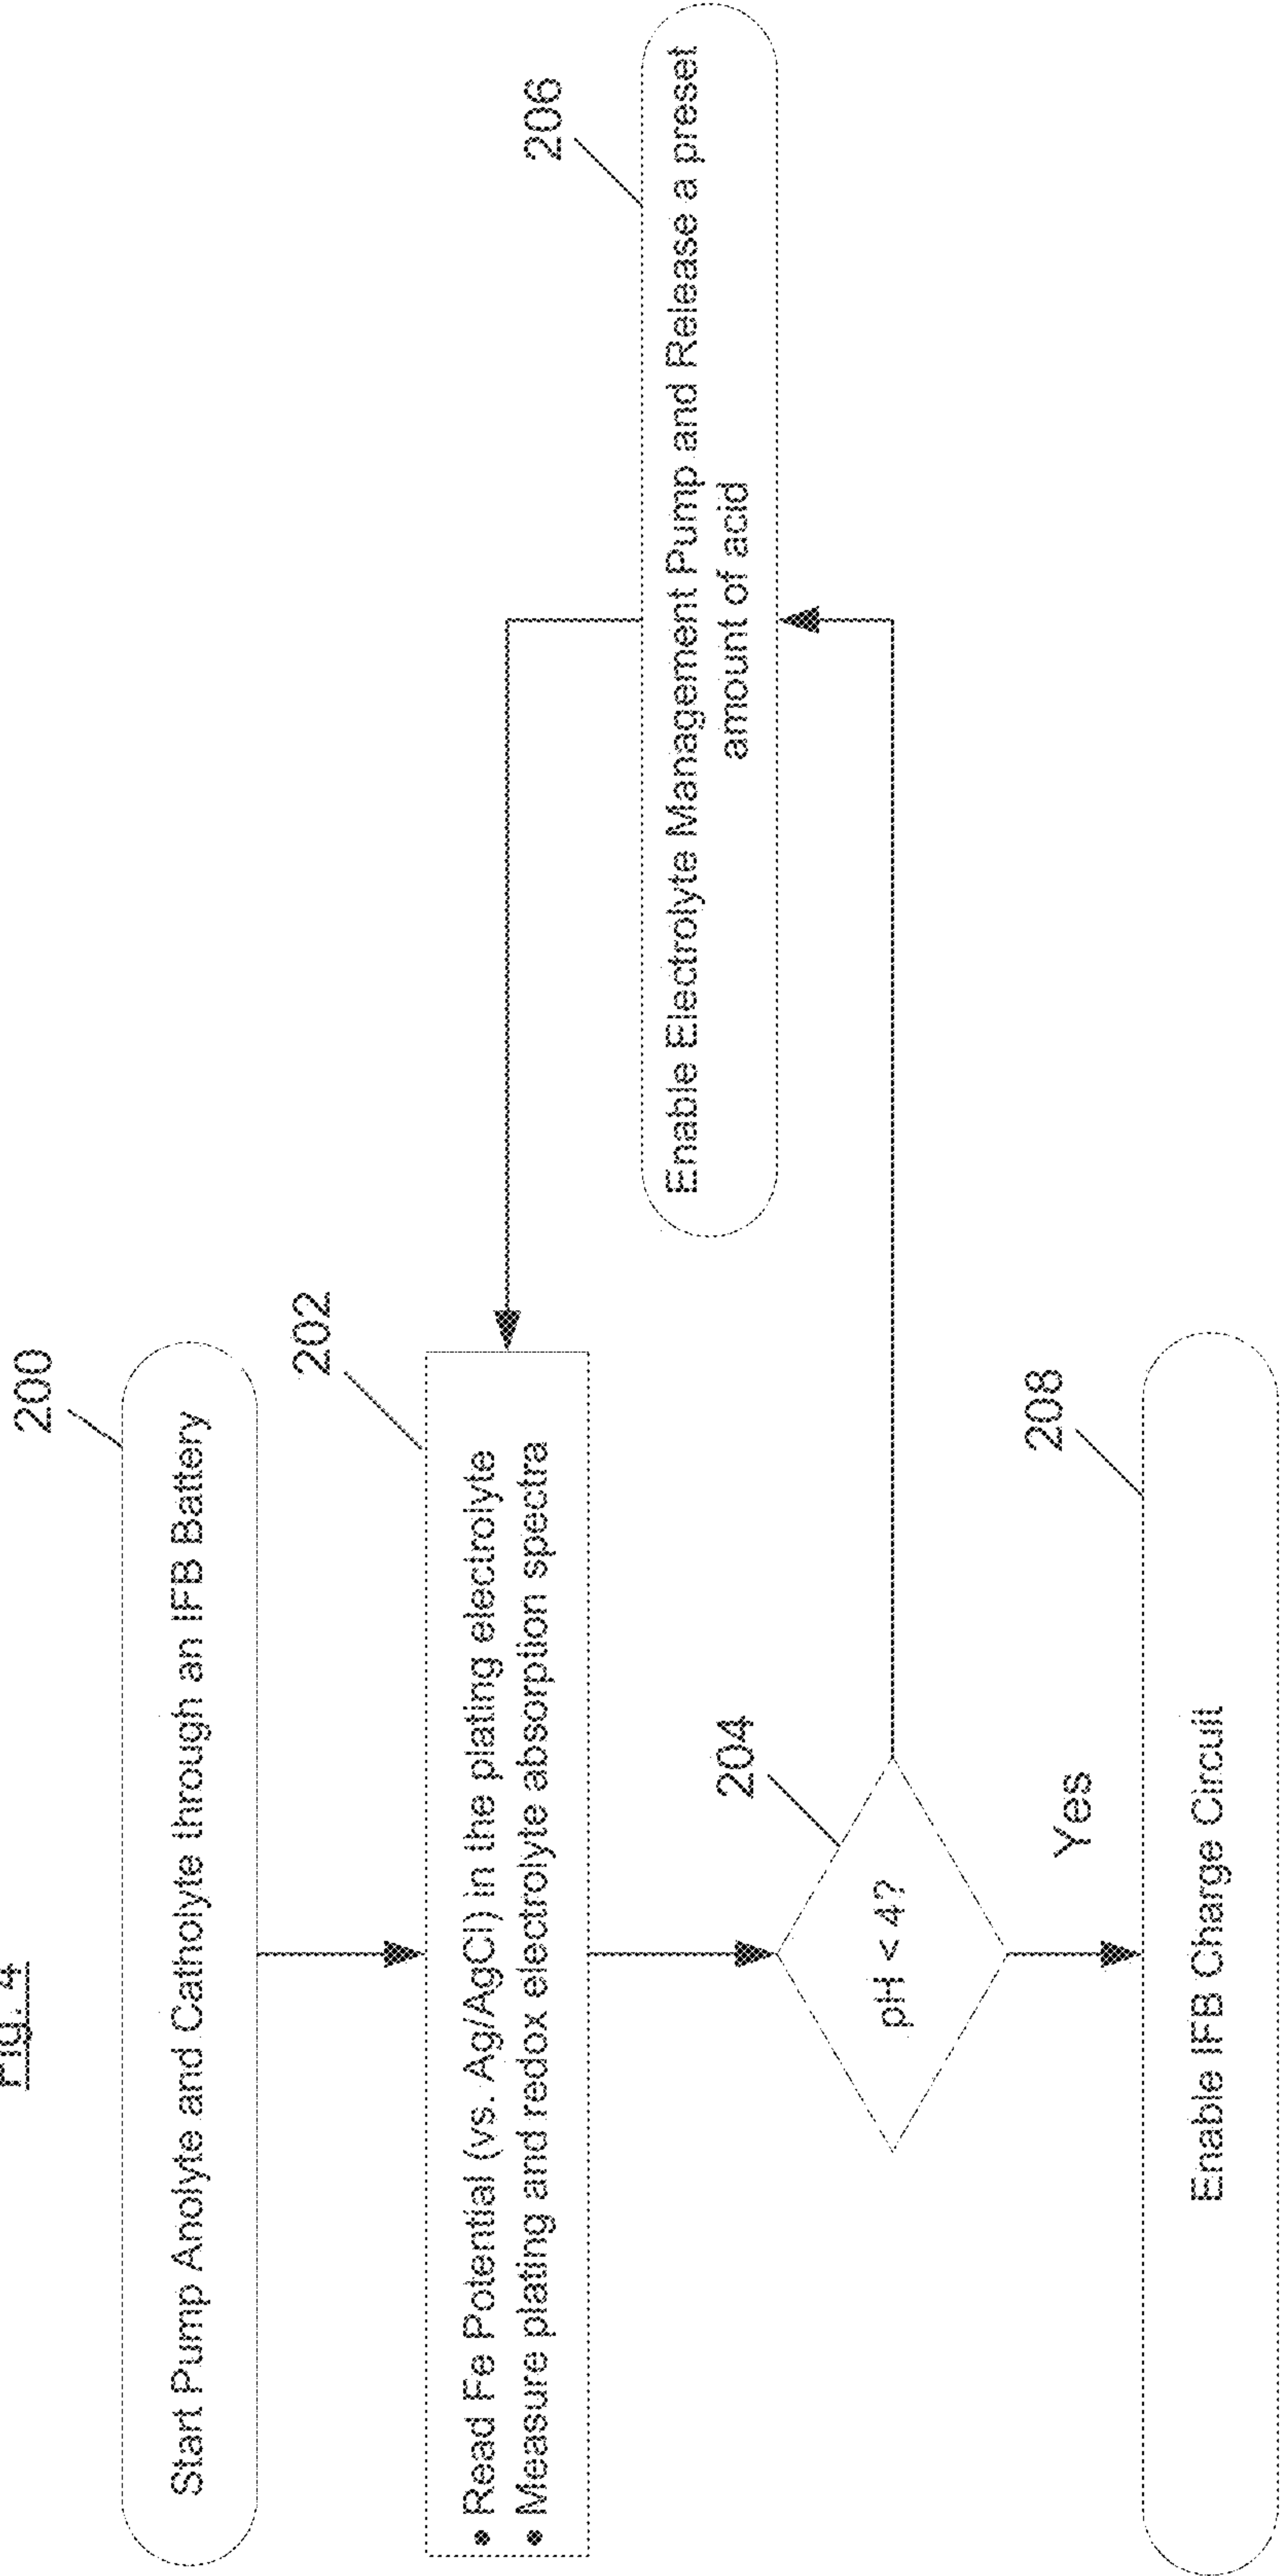 Fig. 4
200
Start Pump Anolyte and Catholyte through an IFB Battery
202
• Read Fe Potential (vs. Ag/AgCl) in the plating electrolyte
• Measure plating and redox electrolyte absorption spectra
206
Enable Electrolyte Management Pump and Release a preset
amount of acid
204
pH < 4?
Yes
208
Enable IFB Charge Circuit